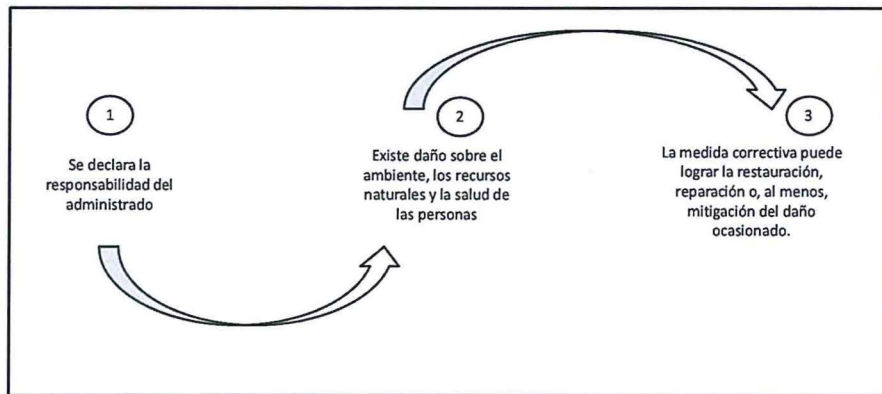 1
Se declara la
responsabilidad del
administrado
2
Existe daño sobre el
ambiente, los recursos
naturales y la salud de
las personas
3
La medida correctiva puede
lograr la restauración,
reparación o, al menos,
mitigación del daño
ocasionado.